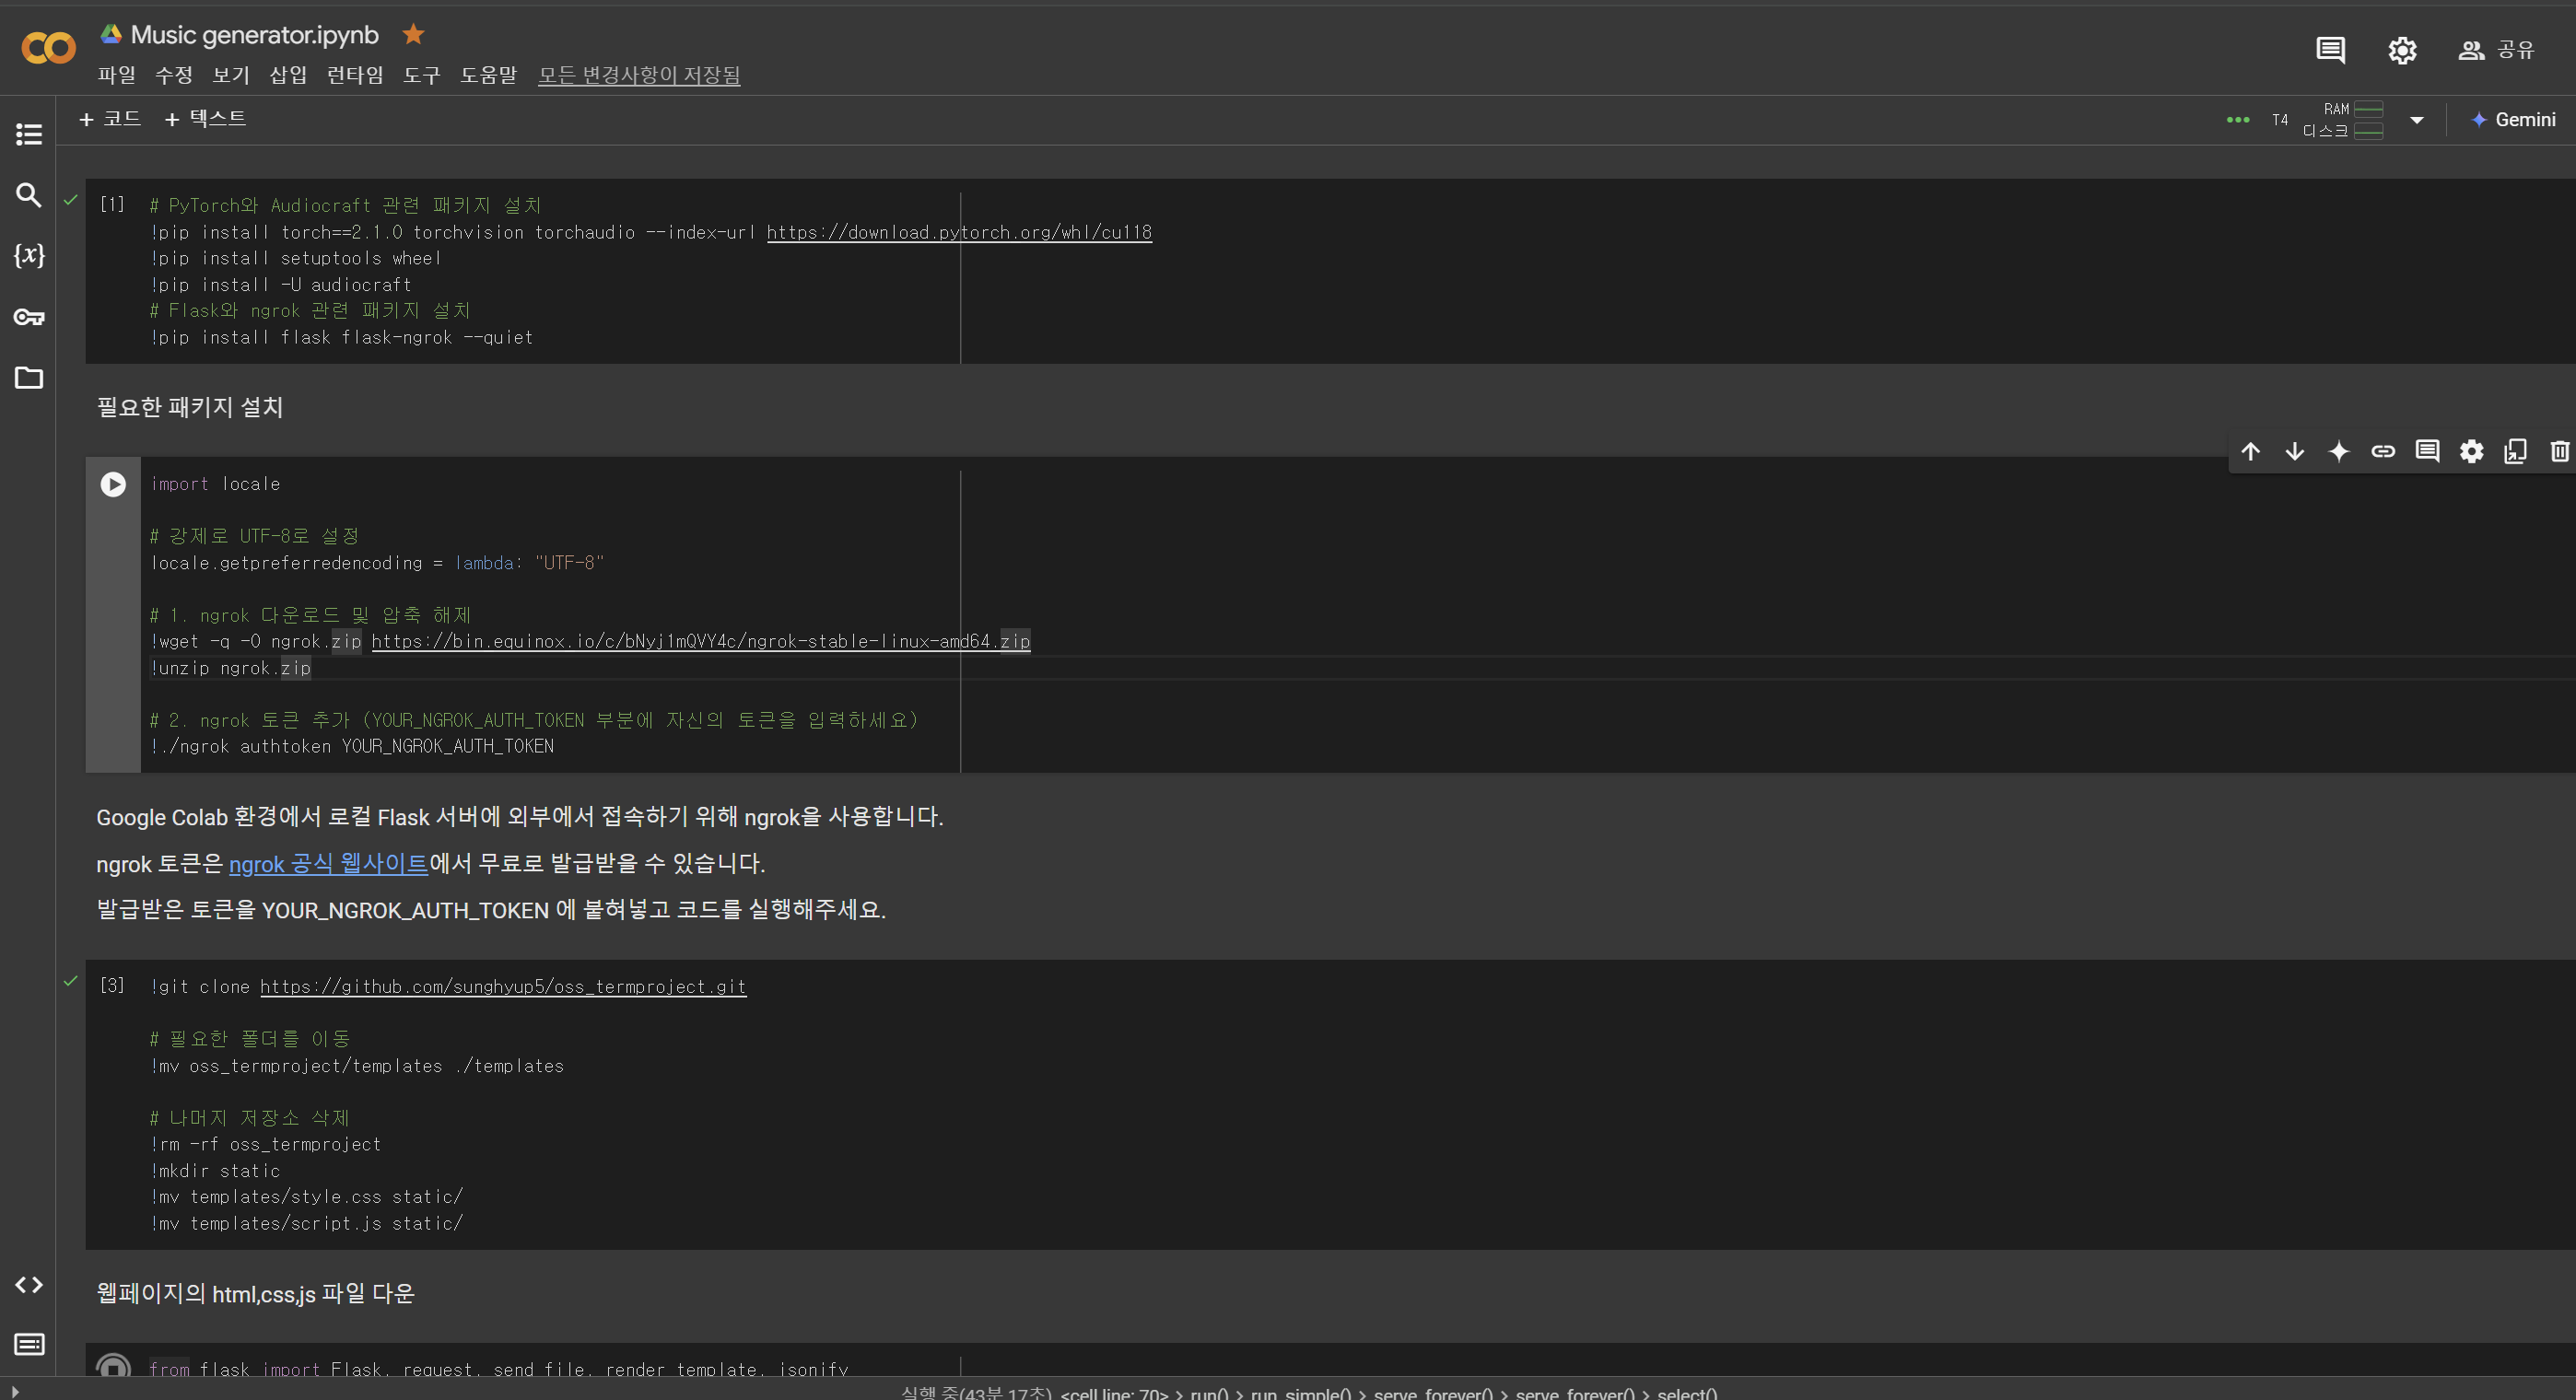 Music generator.ipynb
파일 수정 보기 삽입 런타임 도구 도움말 모든 변경사항이 저장됨
공유
+ 코드 + 텍스트
T4
RAM
디스크
Gemini
[1]
# PyTorch와 Audiocraft 관련 패키지 설치
!pip install torch==2.1.0 torchvision torchaudio --index-url https://download.pytorch.org/whl/cu118
!pip install setuptools wheel
!pip install -U audiocraft
# Flask와 ngrok 관련 패키지 설치
!pip install flask flask-ngrok --quiet
필요한 패키지 설치
import locale
# 강제로 UTF-8로 설정
locale.getpreferredencoding = lambda: "UTF-8"
# 1. ngrok 다운로드 및 압축 해제
!wget -q -O ngrok.zip https://bin.equinox.io/c/bNyj1mQVY4c/ngrok-stable-linux-amd64.zip
!unzip ngrok.zip
# 2. ngrok 토큰 추가 (YOUR_NGROK_AUTH_TOKEN 부분에 자신의 토큰을 입력하세요)
!./ngrok authtoken YOUR_NGROK_AUTH_TOKEN
Google Colab 환경에서 로컬 Flask 서버에 외부에서 접속하기 위해 ngrok을 사용합니다.
ngrok 토큰은 ngrok 공식 웹사이트에서 무료로 발급받을 수 있습니다.
발급받은 토큰을 YOUR_NGROK_AUTH_TOKEN 에 붙혀넣고 코드를 실행해주세요.
[3]
!git clone https://github.com/sunghyup5/oss_termproject.git
# 필요한 폴더를 이동
!mv oss_termproject/templates ./templates
# 나머지 저장소 삭제
!rm -rf oss_termproject
!mkdir static
!mv templates/style.css static/
!mv templates/script.js static/
웹페이지의 html,css,js 파일 다운
from flask import Flask, request, send_file, render_template, jsonify
실행 중(43분 17초) <cell line: 70> > run() > run_simple() > serve_forever() > serve_forever() > select()